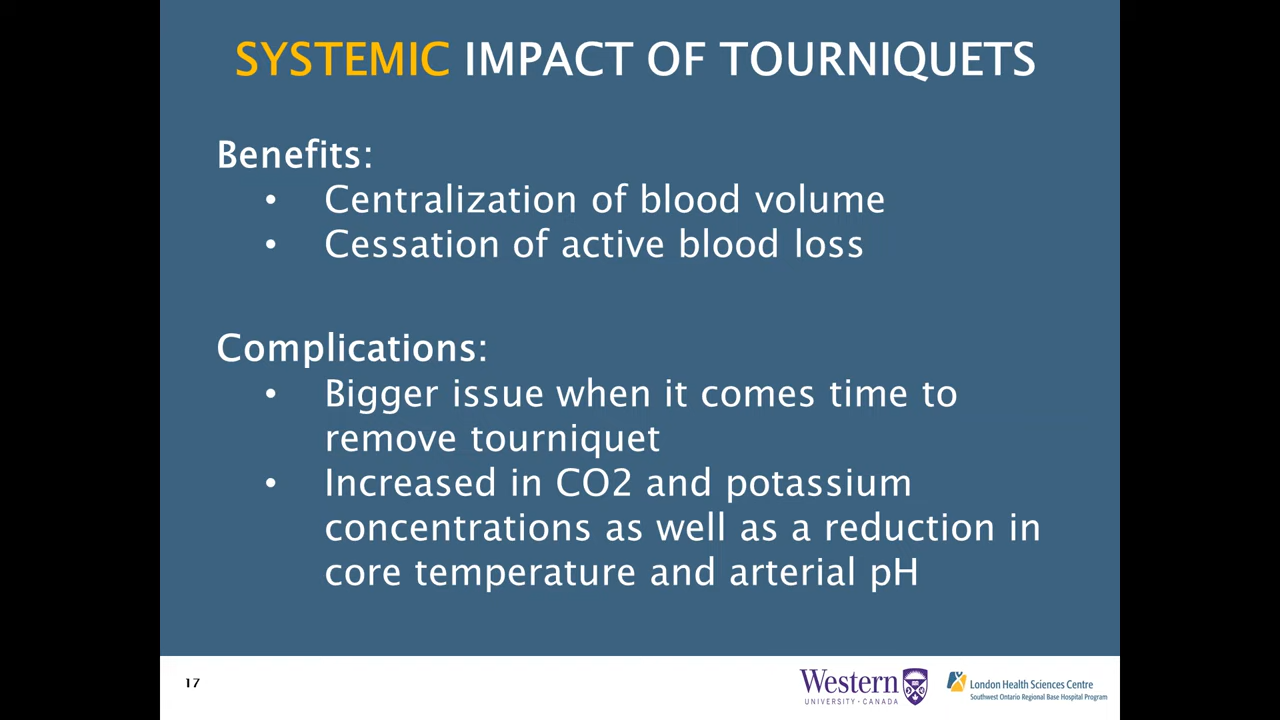 SYSTEMIC IMPACT OF TOURNIQUETS
Benefits:
• Centralization of blood volume
• Cessation of active blood loss
Complications:
• Bigger issue when it comes time to
remove tourniquet
• Increased in CO2 and potassium
concentrations as well as a reduction in
core temperature and arterial pH
17
Western
UNIVERSITY · CANADA
London Health Sciences Centre
Southwest Ontario Regional Base Hospital Program